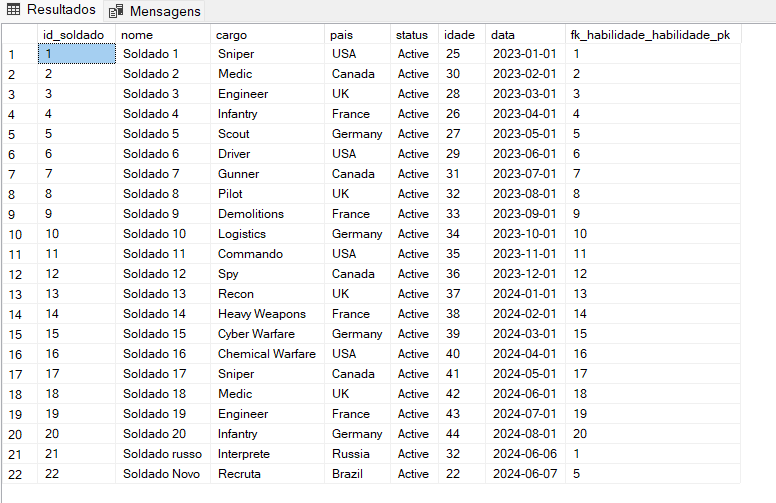 Resultados Mensagens
id_soldado nome cargo pais status idade data fk_habilidade_habilidade_pk
1 1 Soldado 1 Sniper USA Active 25 2023-01-01 1
2 2 Soldado 2 Medic Canada Active 30 2023-02-01 2
3 3 Soldado 3 Engineer UK Active 28 2023-03-01 3
4 4 Soldado 4 Infantry France Active 26 2023-04-01 4
5 5 Soldado 5 Scout Germany Active 27 2023-05-01 5
6 6 Soldado 6 Driver USA Active 29 2023-06-01 6
7 7 Soldado 7 Gunner Canada Active 31 2023-07-01 7
8 8 Soldado 8 Pilot UK Active 32 2023-08-01 8
9 9 Soldado 9 Demolitions France Active 33 2023-09-01 9
10 10 Soldado 10 Logistics Germany Active 34 2023-10-01 10
11 11 Soldado 11 Commando USA Active 35 2023-11-01 11
12 12 Soldado 12 Spy Canada Active 36 2023-12-01 12
13 13 Soldado 13 Recon UK Active 37 2024-01-01 13
14 14 Soldado 14 Heavy Weapons France Active 38 2024-02-01 14
15 15 Soldado 15 Cyber Warfare Germany Active 39 2024-03-01 15
16 16 Soldado 16 Chemical Warfare USA Active 40 2024-04-01 16
17 17 Soldado 17 Sniper Canada Active 41 2024-05-01 17
18 18 Soldado 18 Medic UK Active 42 2024-06-01 18
19 19 Soldado 19 Engineer France Active 43 2024-07-01 19
20 20 Soldado 20 Infantry Germany Active 44 2024-08-01 20
21 21 Soldado russo Interprete Russia Active 32 2024-06-06 1
22 22 Soldado Novo Recruta Brazil Active 22 2024-06-07 5